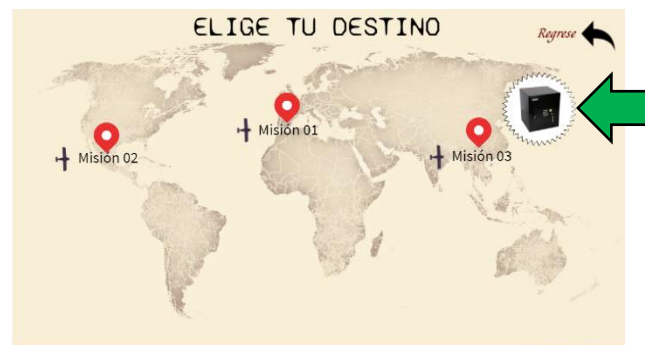 ELIGE TU DESTINO
Regrese
Misión 01
Misión 02
Misión 03